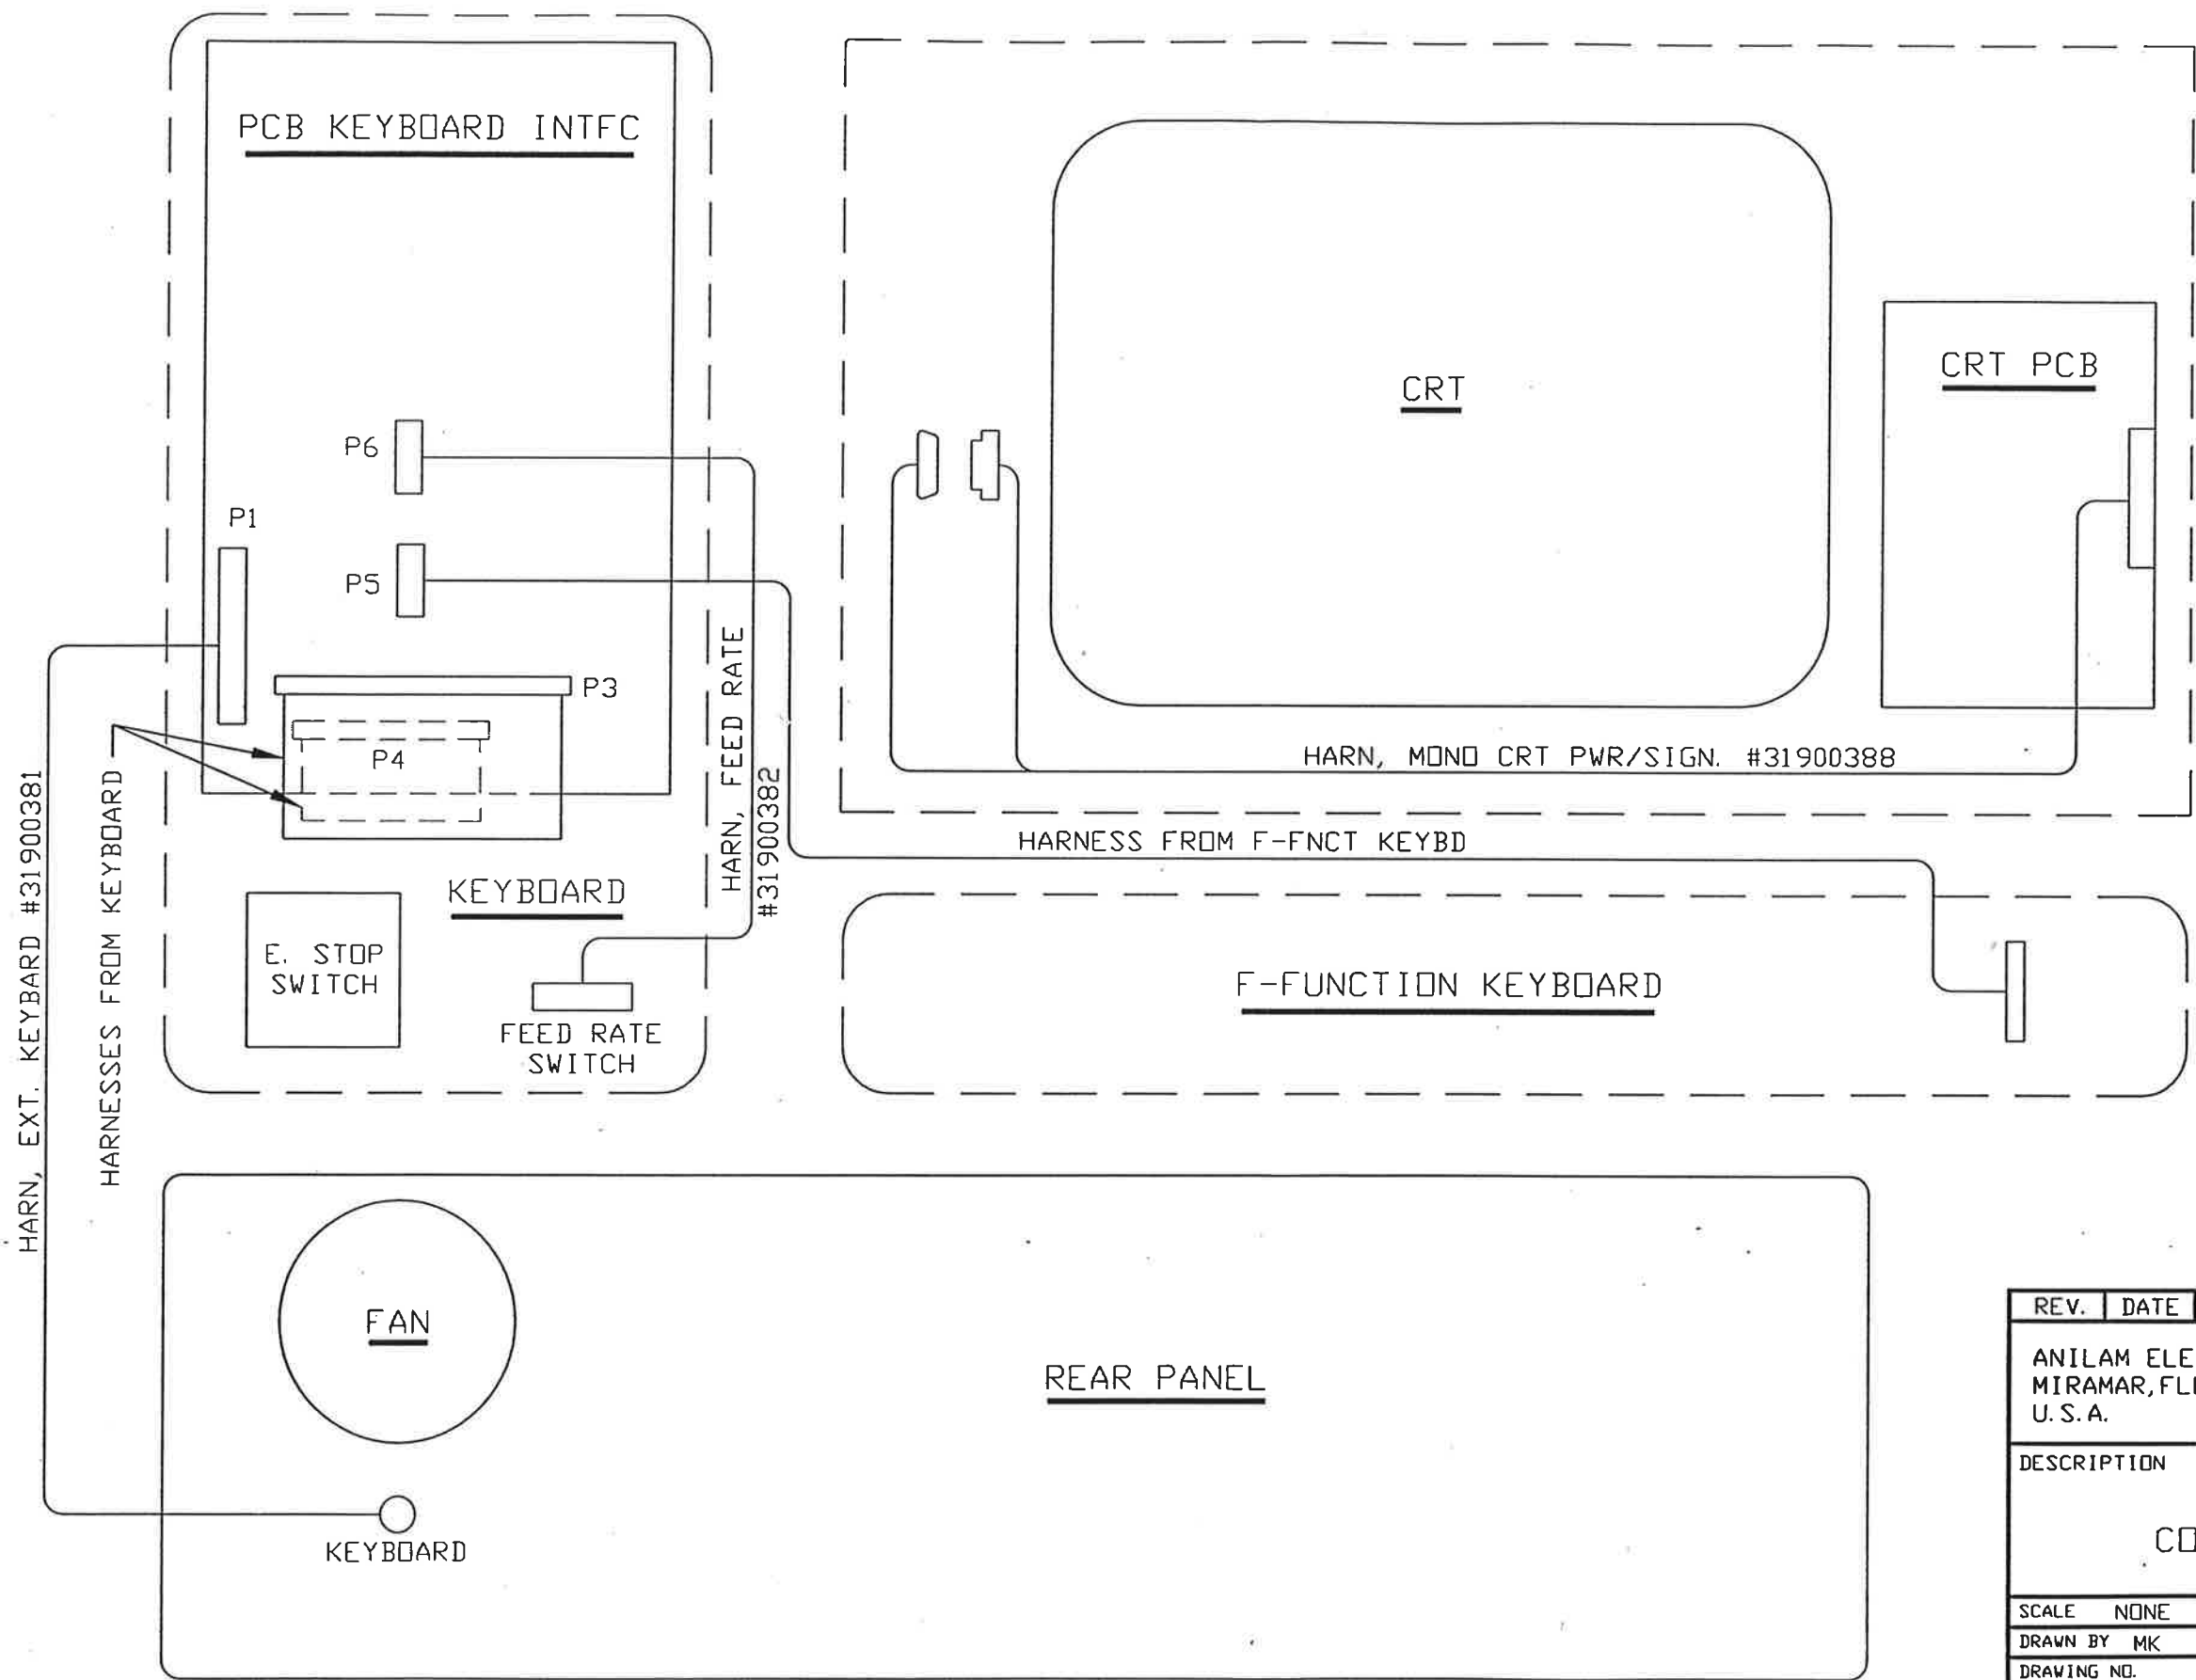 PCB KEYBOARD INTFC
P6
P1
P5
P3
P4
HARN, EXT. KEYBARD #31900381
HARNESSES FROM KEYBOARD
HARN, FEED RATE
#31900382
KEYBOARD
E. STOP
SWITCH
FEED RATE
SWITCH
CRT
CRT PCB
HARN, MONO CRT PWR/SIGN. #31900388
HARNESS FROM F-FNCT KEYBD
F-FUNCTION KEYBOARD
FAN
REAR PANEL
KEYBOARD
REV. DATE
ANILAM ELE
MIRAMAR, FL
U.S.A.
DESCRIPTION
CO
SCALE NONE
DRAWN BY MK
DRAWING NO.